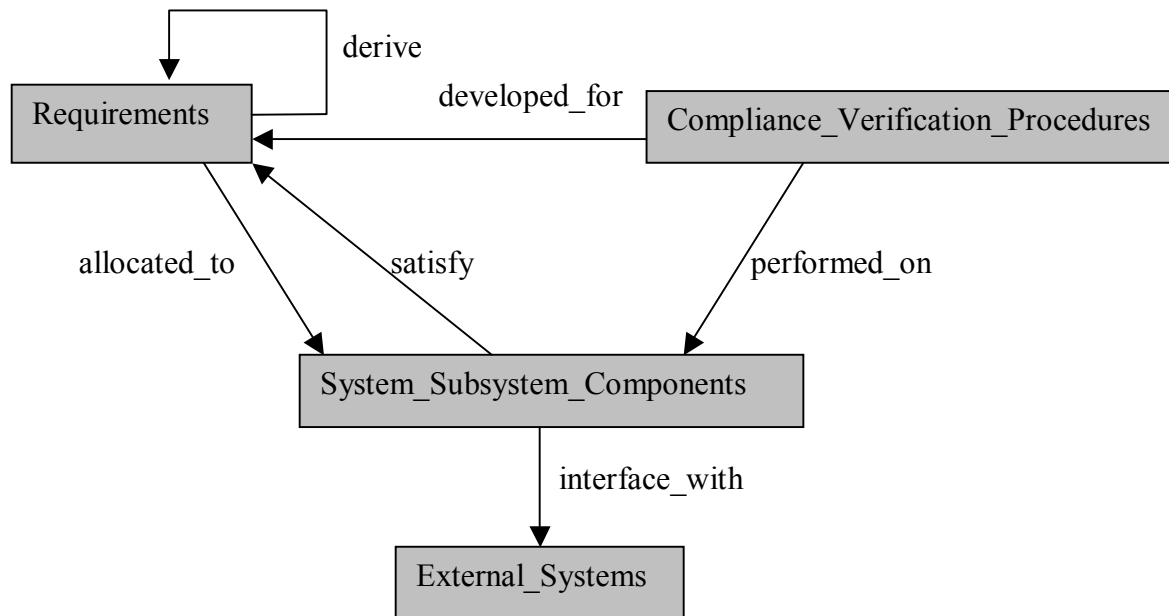 derive
Requirements
developed_for
Compliance_Verification_Procedures
allocated_to
satisfy
performed_on
System_Subsystem_Components
interface_with
External_Systems